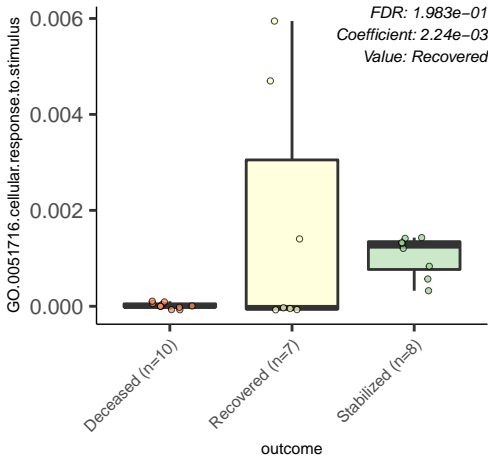 FDR: 1.983e−01
Coefficient: 2.24e−03
Value: Recovered
GO.0051716.cellular.response.to.stimulus
0.006
0.004
0.002
0.000
Deceased (n=10)
Recovered (n=7)
Stabilized (n=8)
outcome